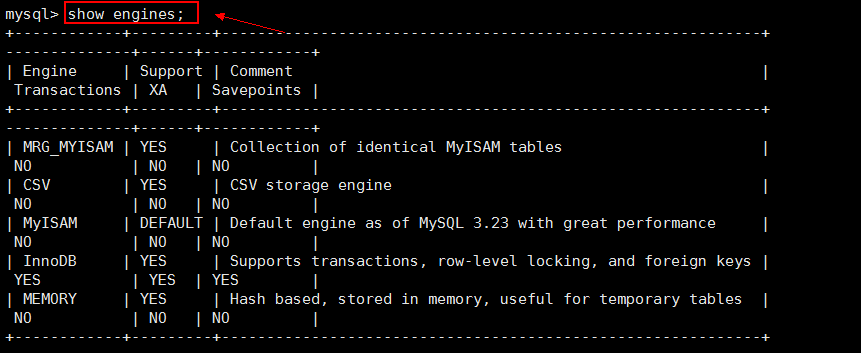 mysql> show engines;
+------------+---------+------------------------------------------------------------+
--------------+------+------------+
| Engine     | Support | Comment                                                    |
 Transactions | XA   | Savepoints |
+------------+---------+------------------------------------------------------------+
--------------+------+------------+
| MRG_MYISAM | YES     | Collection of identical MyISAM tables                      |
 NO           | NO   | NO         |
| CSV        | YES     | CSV storage engine                                         |
 NO           | NO   | NO         |
| MyISAM     | DEFAULT | Default engine as of MySQL 3.23 with great performance     |
 NO           | NO   | NO         |
| InnoDB     | YES     | Supports transactions, row-level locking, and foreign keys |
 YES          | YES  | YES        |
| MEMORY     | YES     | Hash based, stored in memory, useful for temporary tables  |
 NO           | NO   | NO         |
+------------+---------+------------------------------------------------------------+